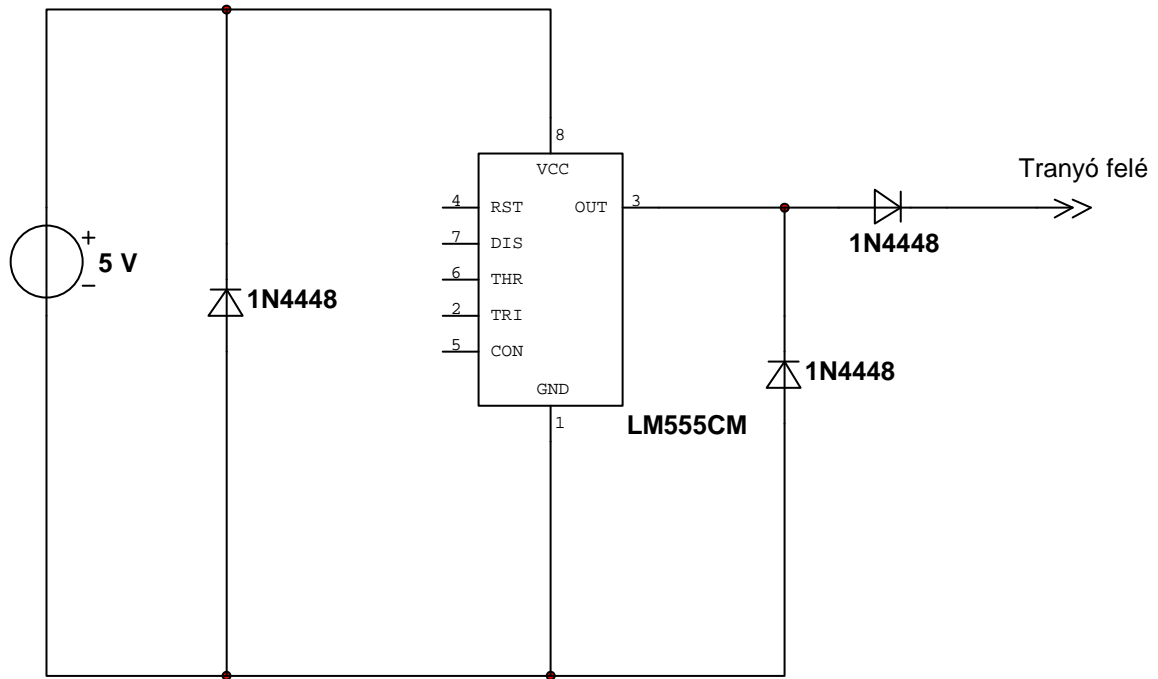 8
VCC
Tranyó felé
4 RST OUT 3
7 DIS
1N4448
+
5 V
6 THR
−
1N4448
2 TRI
5 CON
1N4448
GND
1
LM555CM